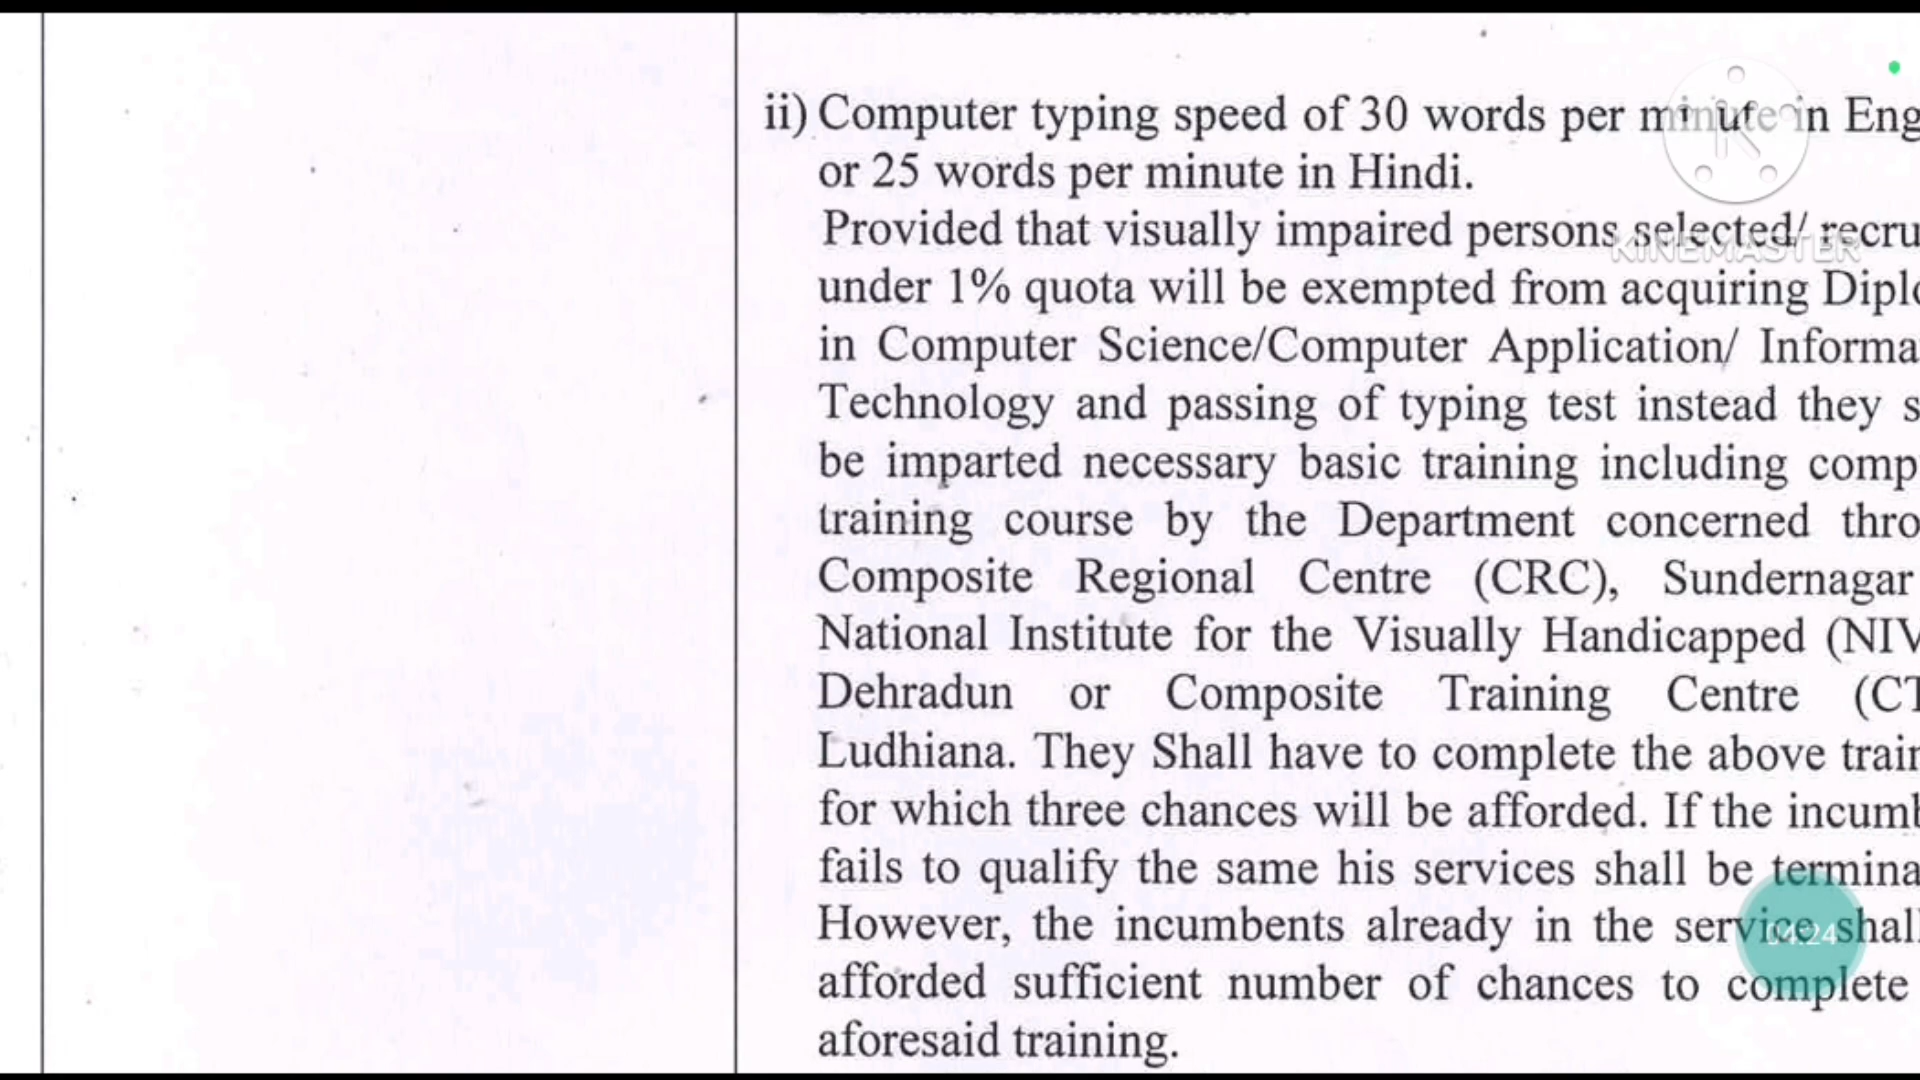 ii) Computer typing speed of 30 words per minute in Eng
or 25 words per minute in Hindi.
Provided that visually impaired persons selected/ recru
under 1% quota will be exempted from acquiring Diplo
in Computer Science/Computer Application/ Informa
Technology and passing of typing test instead they s
be imparted necessary basic training including comp
training course by the Department concerned thro
Composite Regional Centre (CRC), Sundernagar
National Institute for the Visually Handicapped (NIV
Dehradun or Composite Training Centre (CT
Ludhiana. They Shall have to complete the above train
for which three chances will be afforded. If the incumb
fails to qualify the same his services shall be termina
However, the incumbents already in the service shall
afforded sufficient number of chances to complete
aforesaid training.
KINEMASTER
04:24